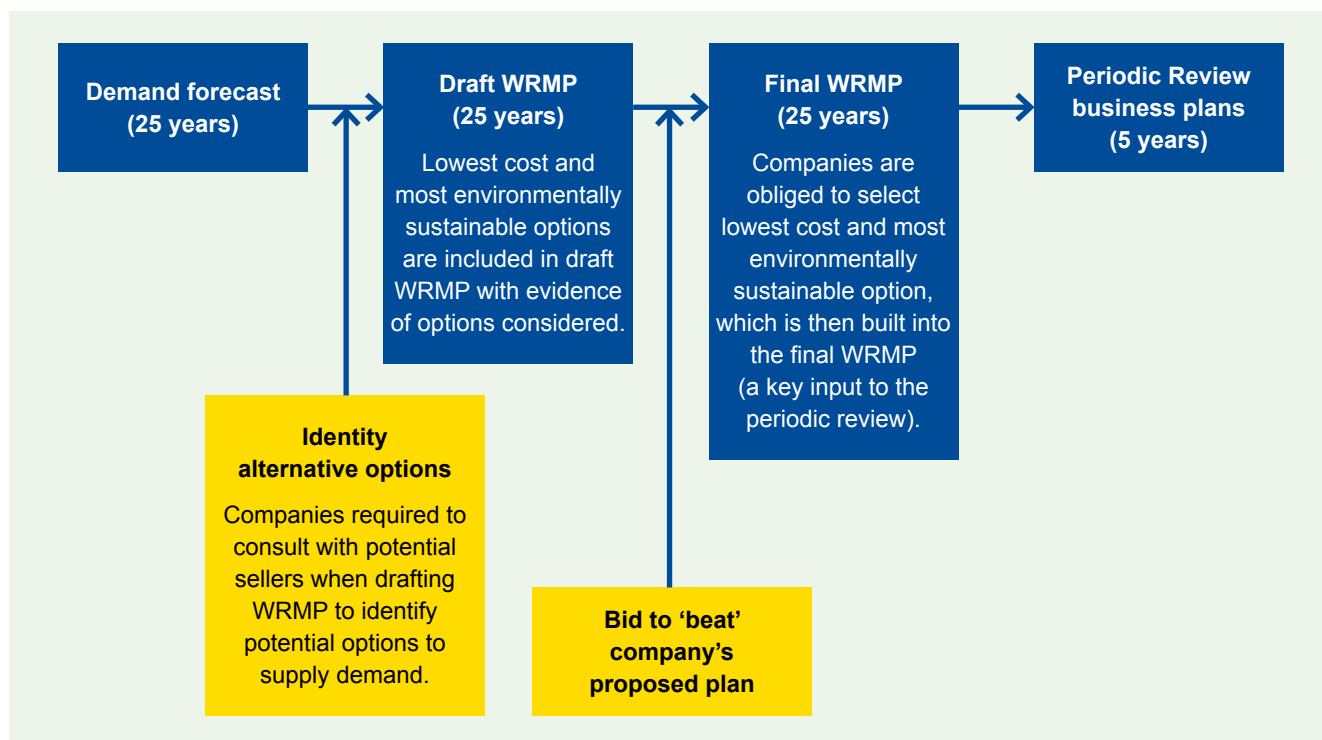 Demand forecast
(25 years)
Draft WRMP
(25 years)
Lowest cost and
most environmentally
sustainable options
are included in draft
WRMP with evidence
of options considered.
Final WRMP
(25 years)
Companies are
obliged to select
lowest cost and most
environmentally
sustainable option,
which is then built into
the final WRMP
(a key input to the
periodic review).
Periodic Review
business plans
(5 years)
Identity
alternative options
Companies required to
consult with potential
sellers when drafting
WRMP to identify
potential options to
supply demand.
Bid to ‘beat’
company’s
proposed plan